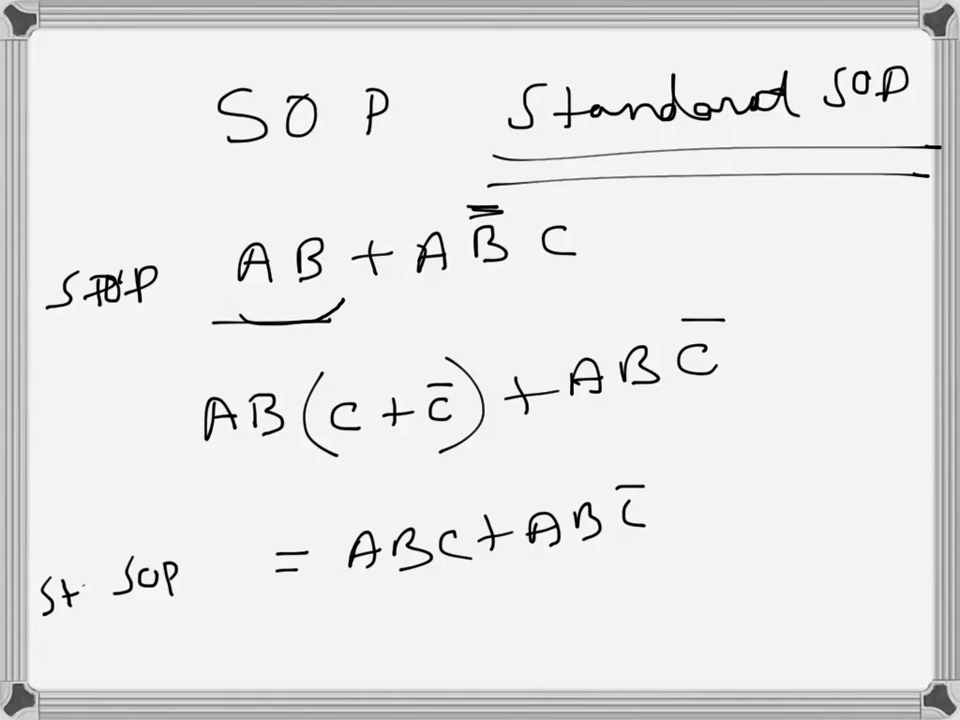 SOP Standard SOP
SOP AB + AB̅C
AB(C + C̅) + ABC̅
St SOP = ABC + ABC̅